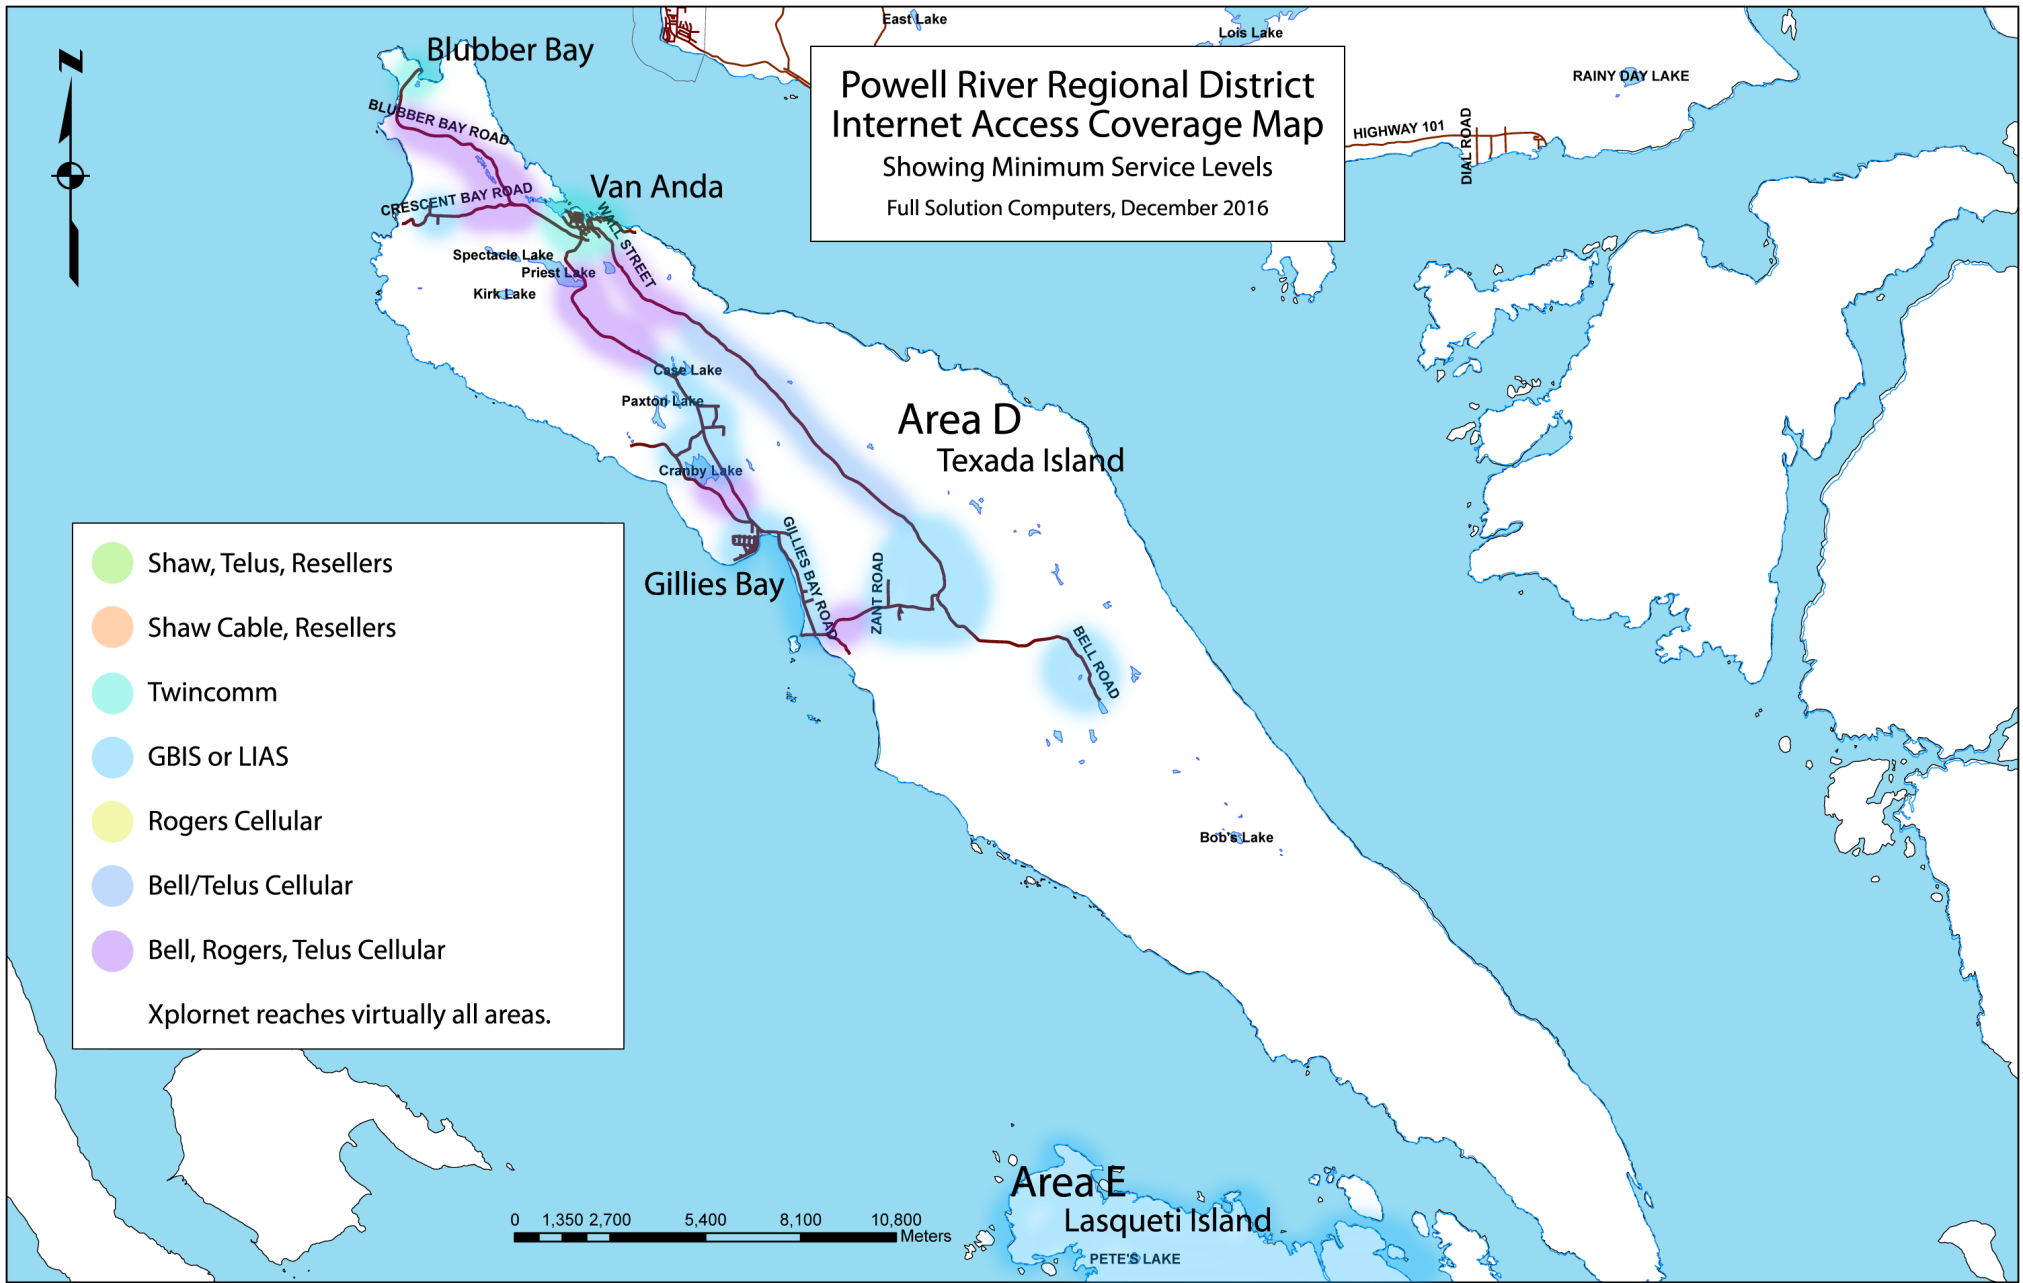 East Lake
Lois Lake
Blubber Bay
RAINY DAY LAKE
Powell River Regional District
Internet Access Coverage Map
Showing Minimum Service Levels
Full Solution Computers, December 2016
N
BLUBBER BAY ROAD
HIGHWAY 101
DIAL ROAD
Van Anda
CRESCENT BAY ROAD
WALL STREET
Spectacle Lake
Priest Lake
Kirk Lake
Case Lake
Paxton Lake
Area D
Texada Island
Cranby Lake
GILLIES BAY ROAD
Gillies Bay
ZANT ROAD
BELL ROAD
Bob's Lake
Shaw, Telus, Resellers
Shaw Cable, Resellers
Twincomm
GBIS or LIAS
Rogers Cellular
Bell/Telus Cellular
Bell, Rogers, Telus Cellular
Xplornet reaches virtually all areas.
Area E
Lasqueti Island
PETE'S LAKE
0 1,350 2,700 5,400 8,100 10,800
Meters